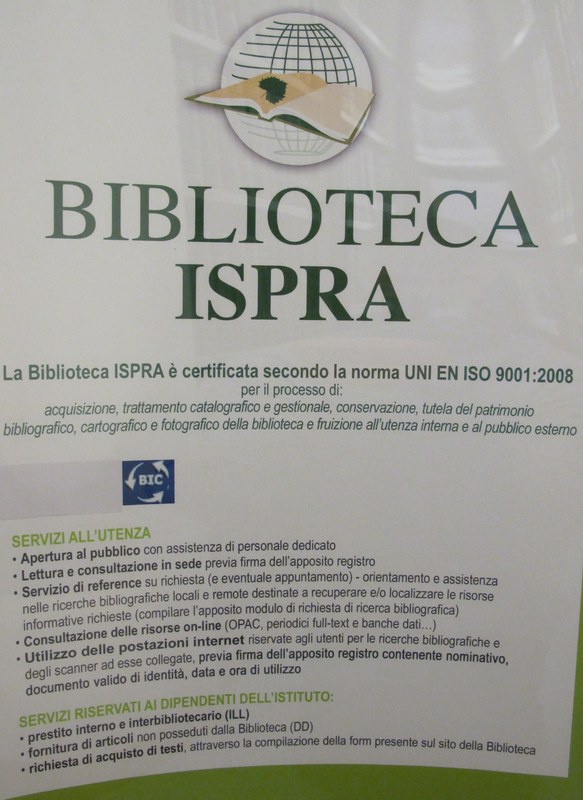 BIBLIOTECA
ISPRA
La Biblioteca ISPRA è certificata secondo la norma UNI EN ISO 9001:2008
per il processo di:
acquisizione, trattamento catalografico e gestionale, conservazione, tutela del patrimonio
bibliografico, cartografico e fotografico della biblioteca e fruizione all'utenza interna e al pubblico esterno
BIC
SERVIZI ALL'UTENZA
• Apertura al pubblico con assistenza di personale dedicato
• Lettura e consultazione in sede previa firma dell'apposito registro
• Servizio di reference su richiesta (e eventuale appuntamento) - orientamento e assistenza
nelle ricerche bibliografiche locali e remote destinate a recuperare e/o localizzare le risorse
informative richieste (compilare l'apposito modulo di richiesta di ricerca bibliografica)
• Consultazione delle risorse on-line (OPAC, periodici full-text e banche dati…)
• Utilizzo delle postazioni internet riservate agli utenti per le ricerche bibliografiche e
degli scanner ad esse collegate, previa firma dell'apposito registro contenente nominativo,
documento valido di identità, data e ora di utilizzo
SERVIZI RISERVATI AI DIPENDENTI DELL'ISTITUTO:
• prestito interno e interbibliotecario (ILL)
• fornitura di articoli non posseduti dalla Biblioteca (DD)
• richiesta di acquisto di testi, attraverso la compilazione della form presente sul sito della Biblioteca